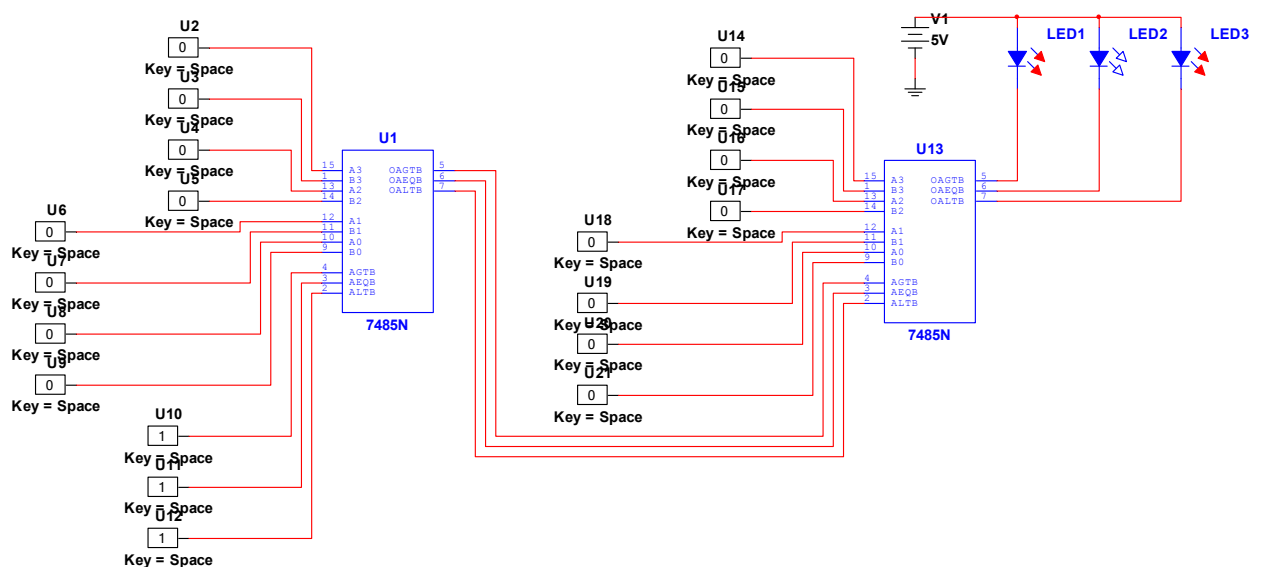 U2
0
Key = Space
U3
0
Key = Space
U4
0
Key = Space
U5
0
Key = Space
U6
0
Key = Space
U7
0
Key = Space
U8
0
Key = Space
U9
0
Key = Space
U10
1
Key = Space
U11
1
Key = Space
U12
1
Key = Space
U1
15 A3 OAGTB 5
1 B3 OAEQB 6
13 A2 OALTB 7
14 B2
12 A1
11 B1
10 A0
9 B0
4 AGTB
3 AEQB
2 ALTB
7485N
U14
0
Key = Space
U15
0
Key = Space
U16
0
Key = Space
U17
0
Key = Space
U18
0
Key = Space
U19
0
Key = Space
U20
0
Key = Space
U21
0
Key = Space
U13
15 A3 OAGTB 5
1 B3 OAEQB 6
13 A2 OALTB 7
14 B2
12 A1
11 B1
10 A0
9 B0
4 AGTB
3 AEQB
2 ALTB
7485N
V1
5V
LED1
LED2
LED3